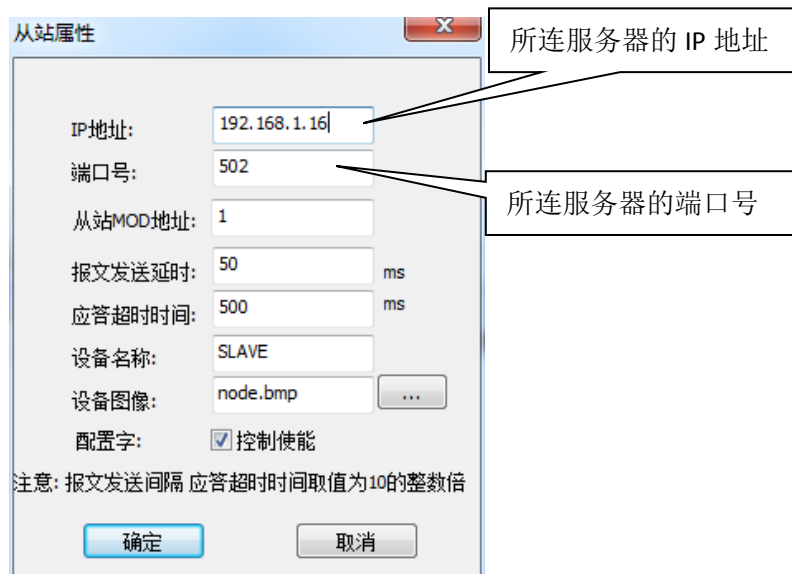 从站属性
所连服务器的 IP 地址
IP地址: 192.168.1.16
端口号: 502
所连服务器的端口号
从站MOD地址: 1
报文发送延时: 50 ms
应答超时时间: 500 ms
设备名称: SLAVE
设备图像: node.bmp ...
配置字: 控制使能
注意: 报文发送间隔 应答超时时间取值为10的整数倍
确定 取消